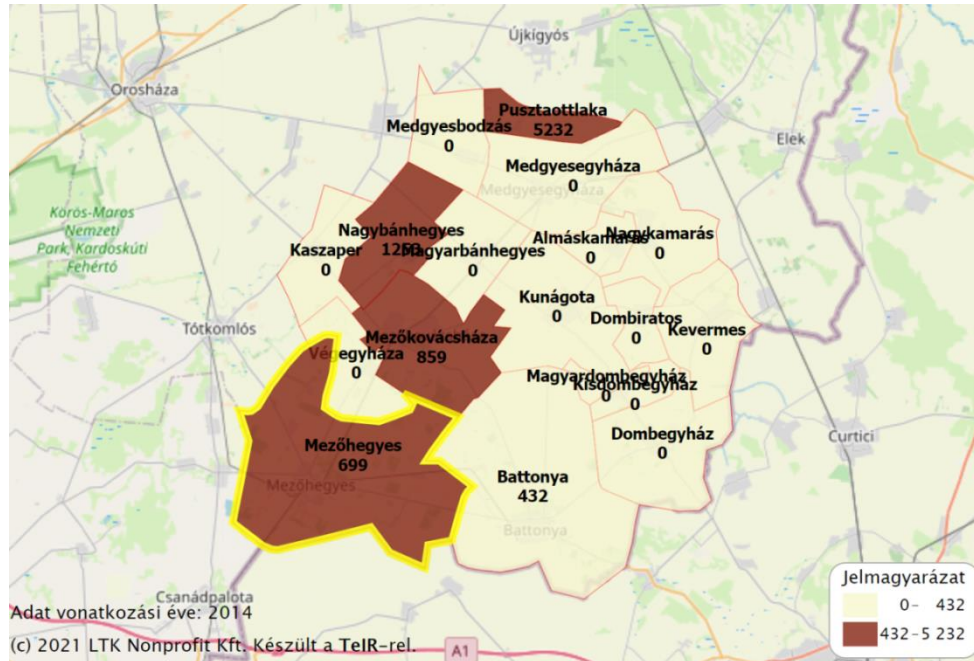 Újkígyós
Orosháza
Pusztaottlaka
5232
Medgyesbodzás
0
Elek
Medgyesegyháza
Medgyesegyháza
0
Körös-Maros
Nemzeti
Park, Kardoskúti
Fehértó
Nagybánhegyes
Kaszaper
0
Magyarbánhegyes
0
Almáskamarás
0
Nagykamarás
0
Kunágota
0
Dombiratos
0
Kevermes
0
Tótkomlós
Mezőkovácsháza
859
Végegyháza
0
Magyardombegyház
0
Kisdombegyház
0
Dombegyház
0
Curtici
Mezőhegyes
699
Mezőhegyes
Battonya
432
Battonya
Csanádpalota
Adat vonatkozási éve: 2014
(c) 2021 LTK Nonprofit Kft. Készült a TeIR-rel.
A1
Jelmagyarázat
0- 432
432-5 232